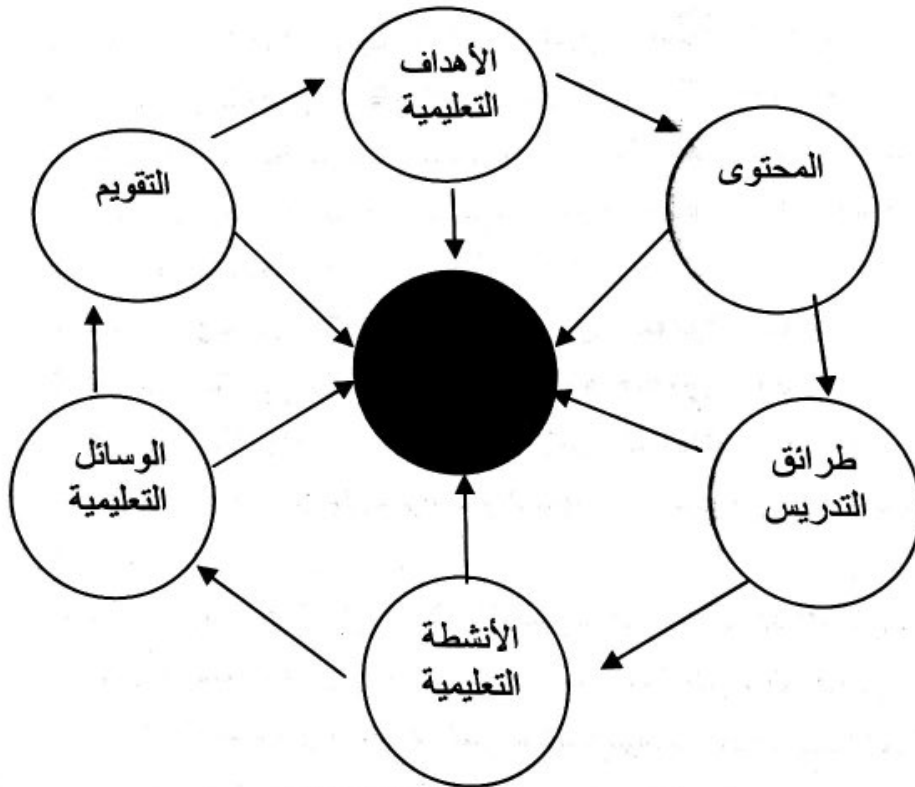 الأهداف
التعليمية
المحتوى
طرائق
التدريس
الأنشطة
التعليمية
الوسائل
التعليمية
التقويم